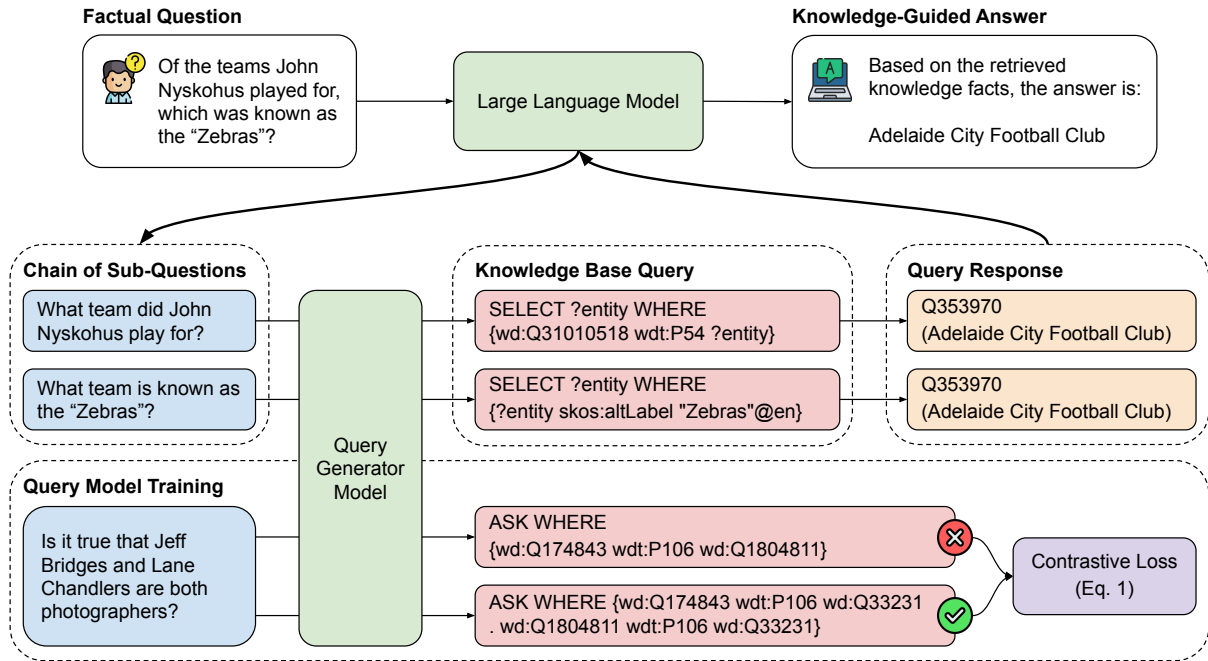 Factual Question
Knowledge-Guided Answer
Of the teams John
Nyskohus played for,
which was known as
the “Zebras”?
Large Language Model
A
Based on the retrieved
knowledge facts, the answer is:
Adelaide City Football Club
Chain of Sub-Questions
Knowledge Base Query
Query Response
What team did John
Nyskohus play for?
SELECT ?entity WHERE
{wd:Q31010518 wdt:P54 ?entity}
Q353970
(Adelaide City Football Club)
What team is known as
the “Zebras”?
SELECT ?entity WHERE
{?entity skos:altLabel "Zebras"@en}
Q353970
(Adelaide City Football Club)
Query
Generator
Model
Query Model Training
Is it true that Jeff
Bridges and Lane
Chandlers are both
photographers?
ASK WHERE
{wd:Q174843 wdt:P106 wd:Q1804811}
ASK WHERE {wd:Q174843 wdt:P106 wd:Q33231
. wd:Q1804811 wdt:P106 wd:Q33231}
Contrastive Loss
(Eq. 1)